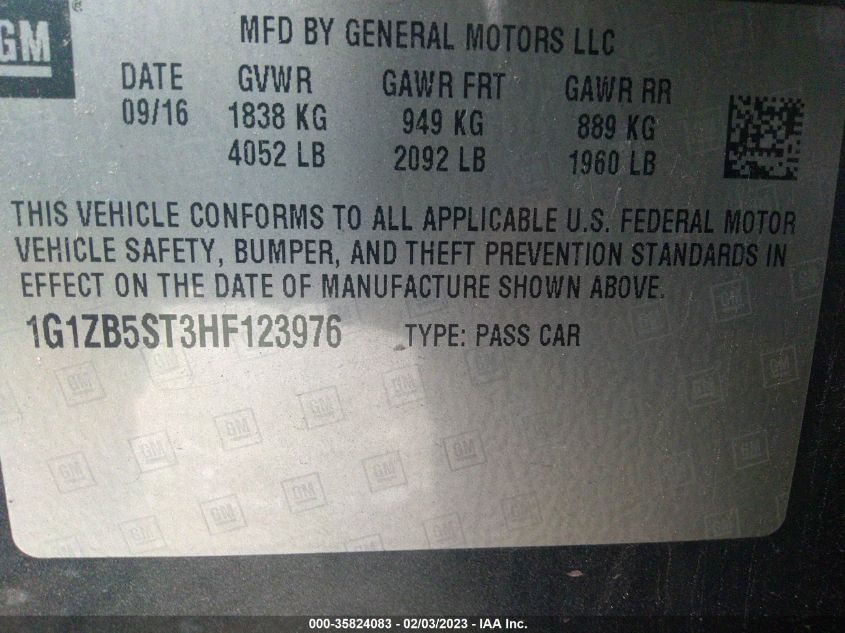 GM ®
MFD BY GENERAL MOTORS LLC
DATE GVWR GAWR FRT GAWR RR
09/16 1838 KG 949 KG 889 KG
4052 LB 2092 LB 1960 LB
THIS VEHICLE CONFORMS TO ALL APPLICABLE U.S. FEDERAL MOTOR
VEHICLE SAFETY, BUMPER, AND THEFT PREVENTION STANDARDS IN
EFFECT ON THE DATE OF MANUFACTURE SHOWN ABOVE.
1G1ZB5ST3HF123976 TYPE: PASS CAR
000-35824083 - 02/03/2023 - IAA Inc.